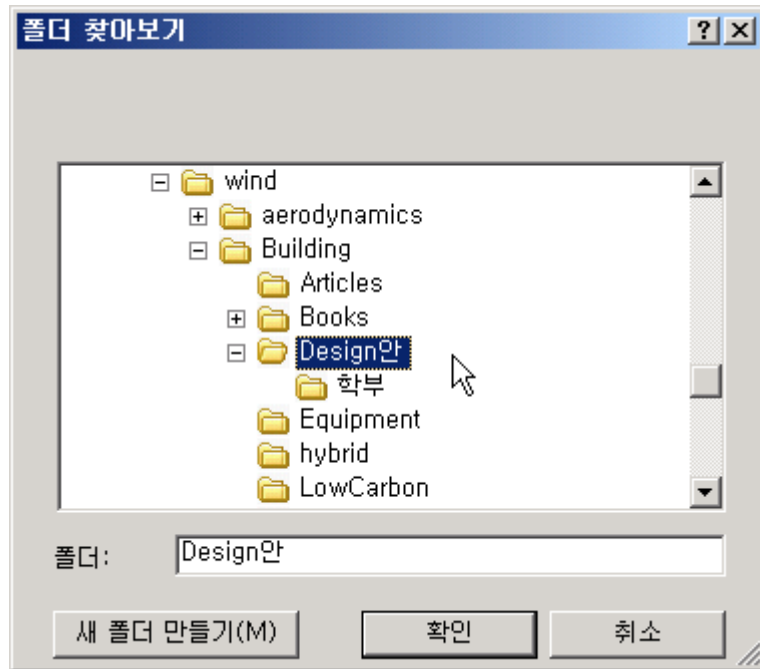 폴더 찾아보기
wind
aerodynamics
Building
Articles
Books
Design안
학부
Equipment
hybrid
LowCarbon
폴더: Design안
새 폴더 만들기(M) 확인 취소